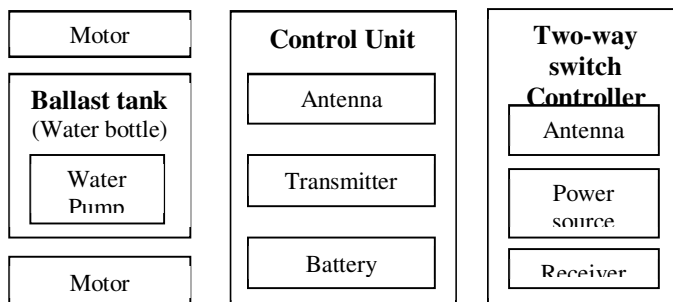 Motor
Ballast tank
(Water bottle)
Water
Pump
Motor
Control Unit
Antenna
Transmitter
Battery
Two-way
switch
Controller
Antenna
Power
source
Receiver